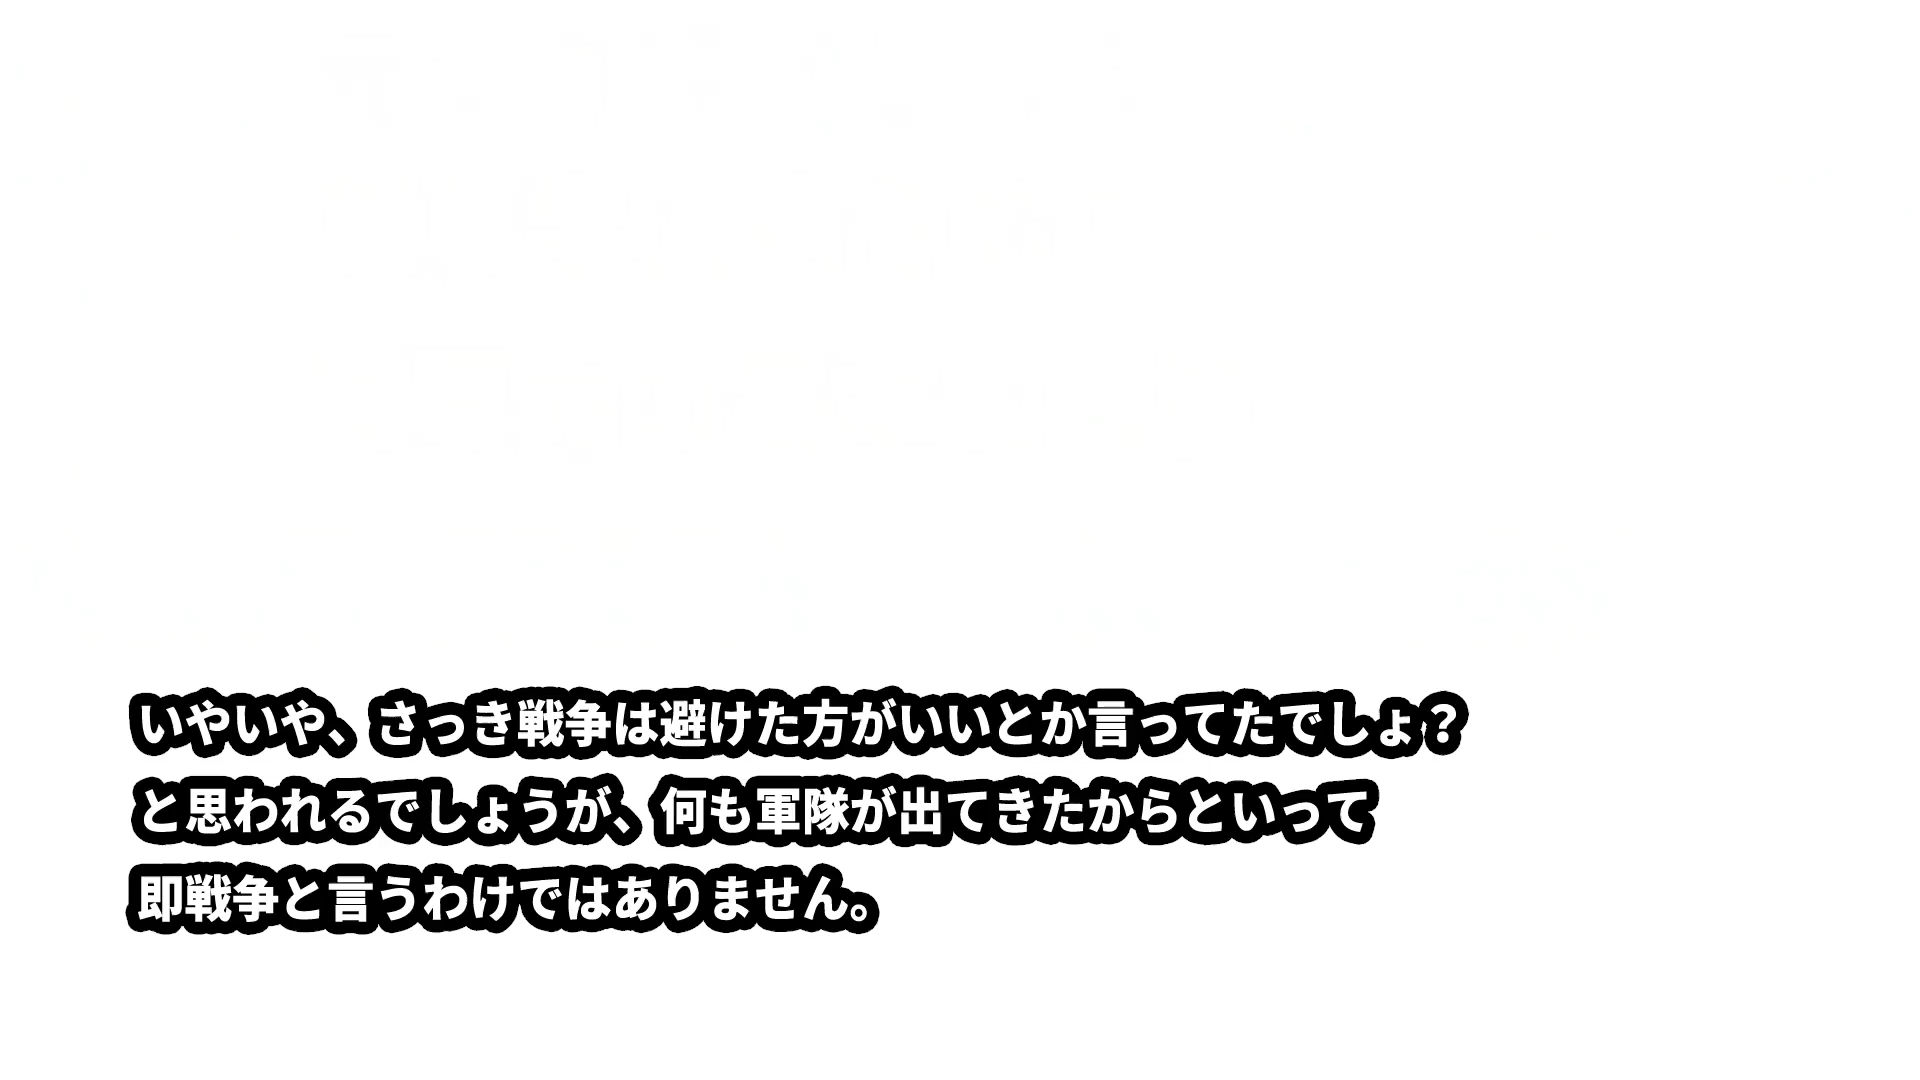 いやいや、さっき戦争は避けた方がいいとか言ってたでしょ？
と思われるでしょうが、何も軍隊が出てきたからといって
即戦争と言うわけではありません。